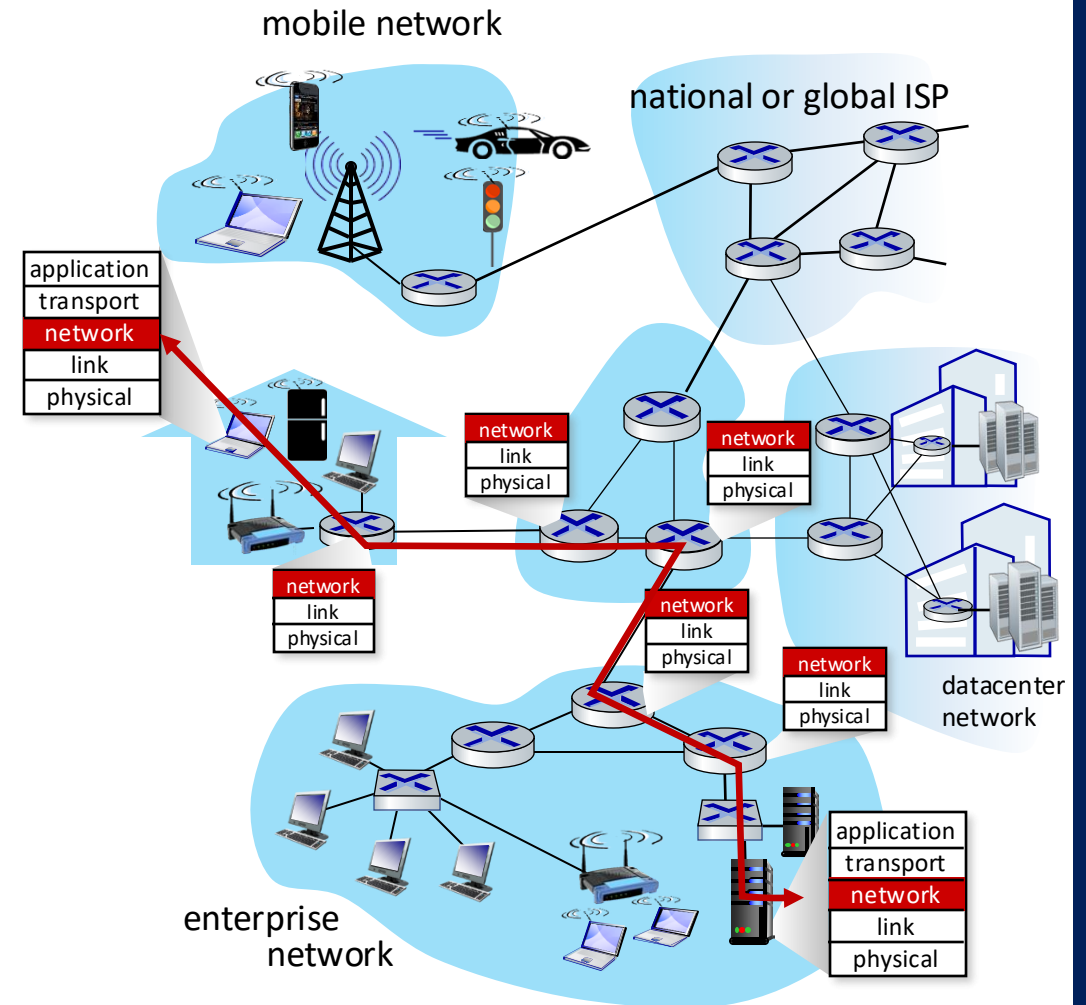 mobile network
national or global ISP
application
transport
network
link
physical
network
link
physical
network
link
physical
network
link
physical
network
link
physical
network
link
physical
datacenter
network
application
transport
network
link
physical
enterprise
network